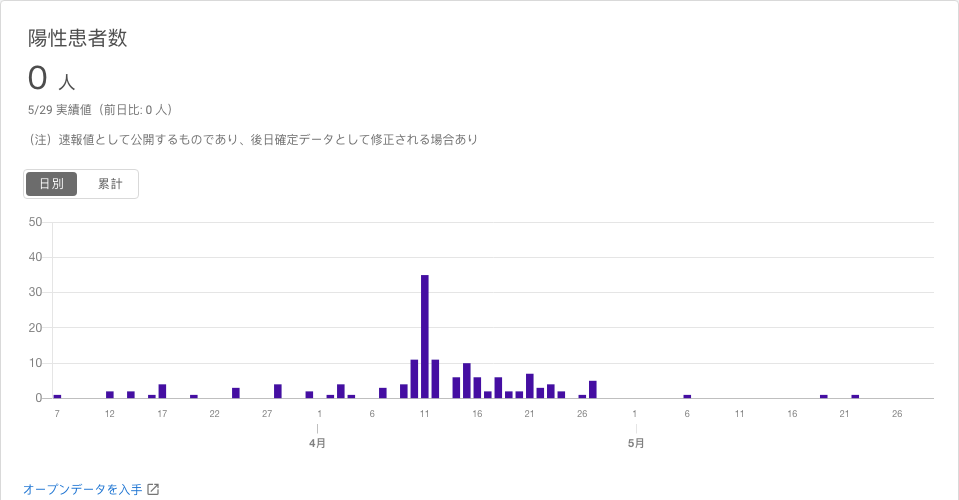 陽性患者数
0 人
5/29 実績値（前日比: 0 人）
（注）速報値として公開するものであり、後日確定データとして修正される場合あり
日別 累計
50
40
30
20
10
0
7 12 17 22 27 1 6 11 16 21 26 1 6 11 16 21 26
4月 5月
オープンデータを入手